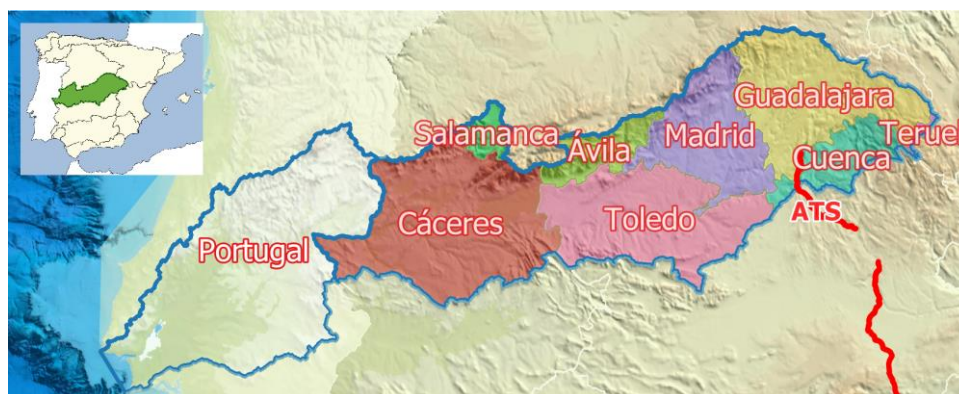 Guadalajara
Salamanca
Madrid
Teruel
Ávila
Cuenca
Cáceres
Toledo
ATS
Portugal